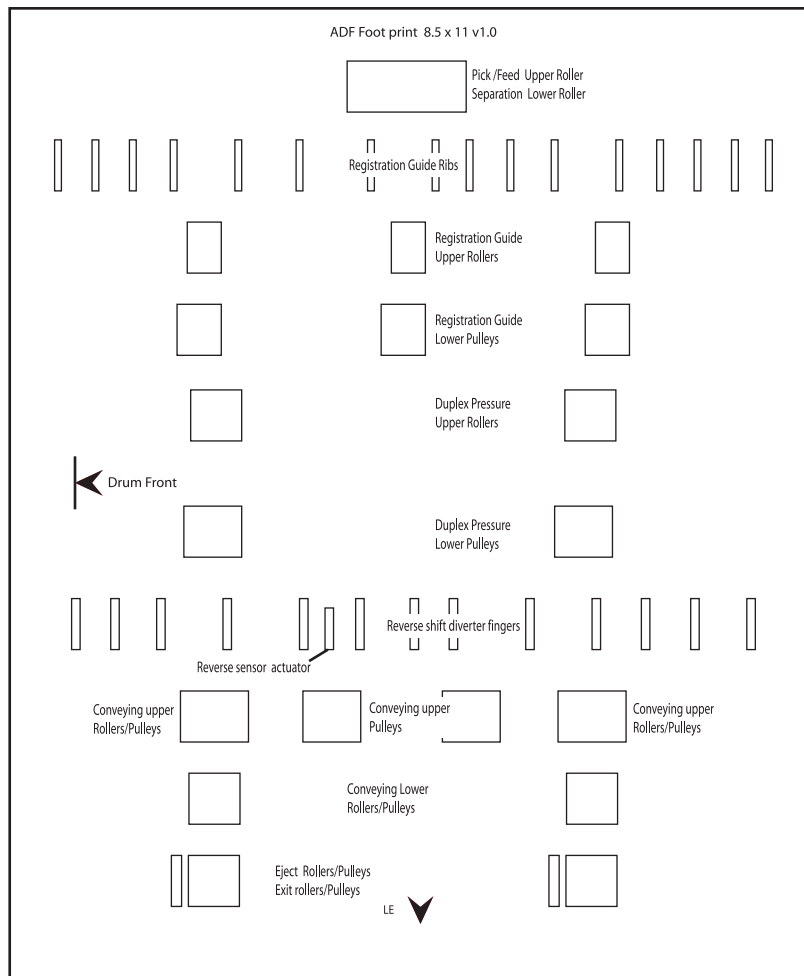 ADF Foot print 8.5 x 11 v1.0
Pick /Feed Upper Roller
Separation Lower Roller
Registration Guide Ribs
Registration Guide
Upper Rollers
Registration Guide
Lower Pulleys
Duplex Pressure
Upper Rollers
Drum Front
Duplex Pressure
Lower Pulleys
Reverse shift diverter fingers
Reverse sensor actuator
Conveying upper
Rollers/Pulleys
Conveying upper
Pulleys
Conveying upper
Rollers/Pulleys
Conveying Lower
Rollers/Pulleys
Eject Rollers/Pulleys
Exit rollers/Pulleys
LE